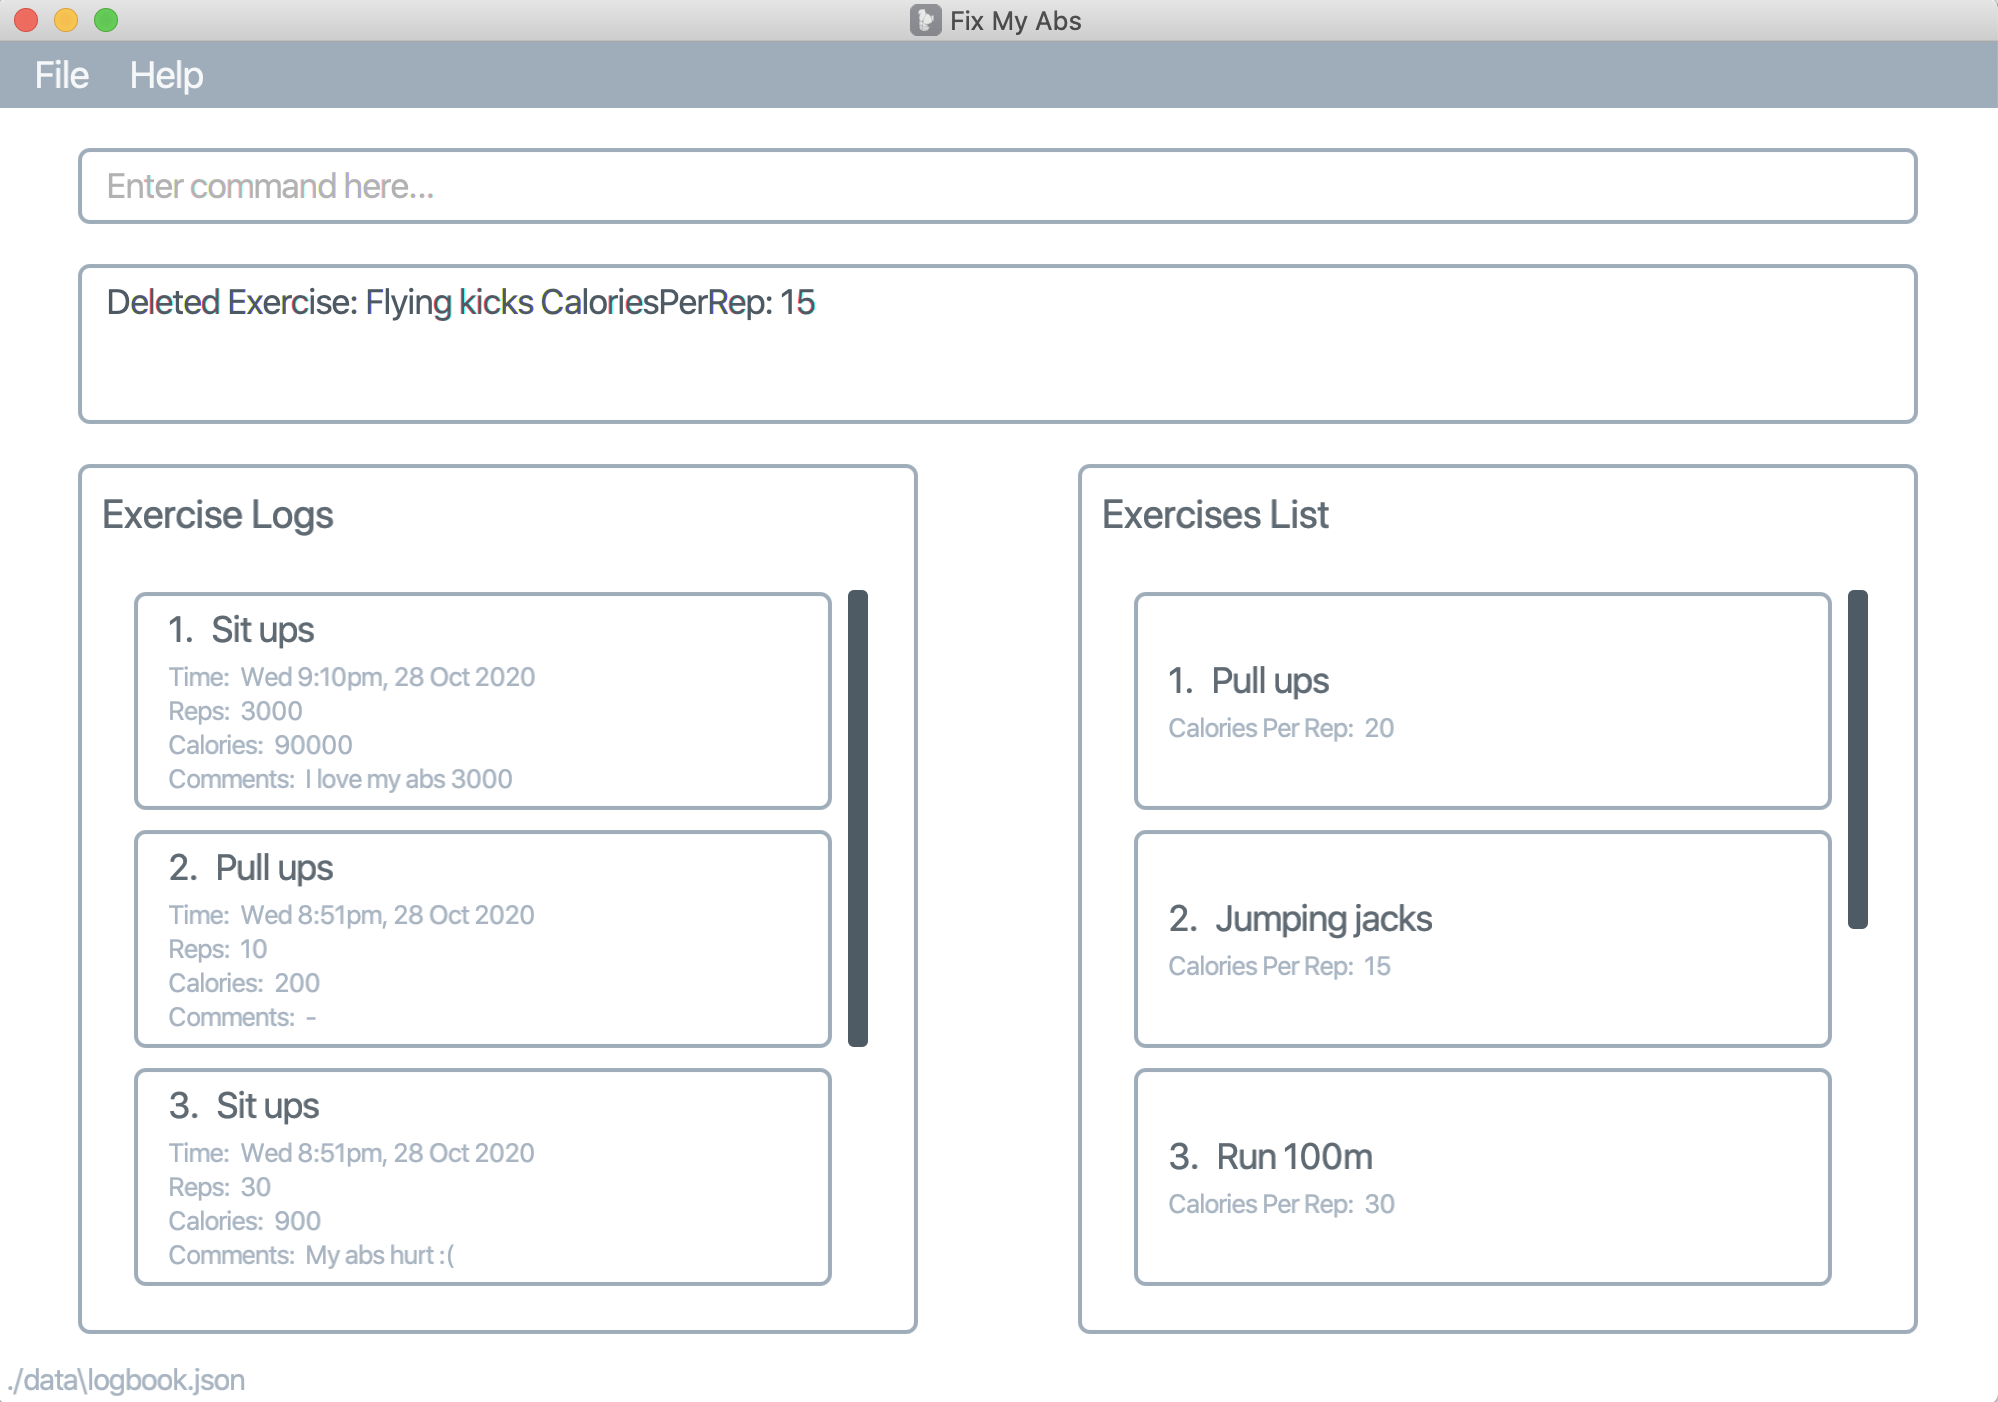 Fix My Abs
File Help
Enter command here...
Deleted Exercise: Flying kicks CaloriesPerRep: 15
Exercise Logs
1. Sit ups
Time: Wed 9:10pm, 28 Oct 2020
Reps: 3000
Calories: 90000
Comments: I love my abs 3000
2. Pull ups
Time: Wed 8:51pm, 28 Oct 2020
Reps: 10
Calories: 200
Comments: -
3. Sit ups
Time: Wed 8:51pm, 28 Oct 2020
Reps: 30
Calories: 900
Comments: My abs hurt :(
Exercises List
1. Pull ups
Calories Per Rep: 20
2. Jumping jacks
Calories Per Rep: 15
3. Run 100m
Calories Per Rep: 30
./data\logbook.json